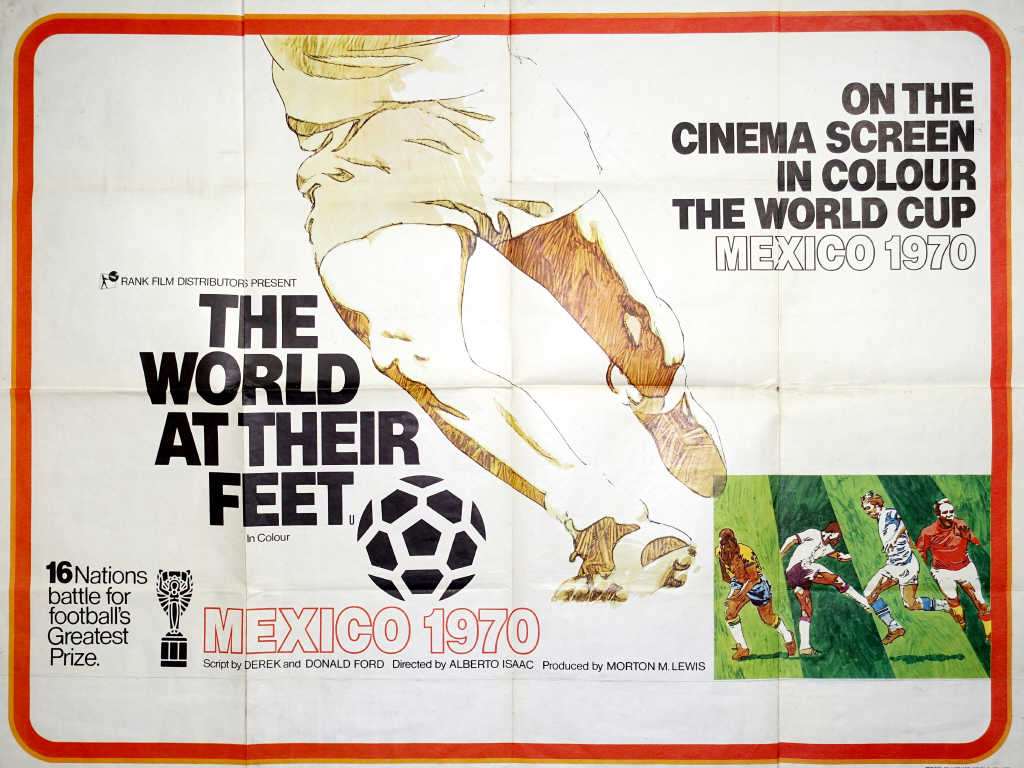 ON THE
CINEMA SCREEN
IN COLOUR
THE WORLD CUP
MEXICO 1970
RANK FILM DISTRIBUTORS PRESENT
THE
WORLD
AT THEIR
FEET
U
In Colour
16 Nations
battle for
football's
Greatest
Prize.
MEXICO 1970
Script by DEREK and DONALD FORD Directed by ALBERTO ISAAC Produced by MORTON M. LEWIS